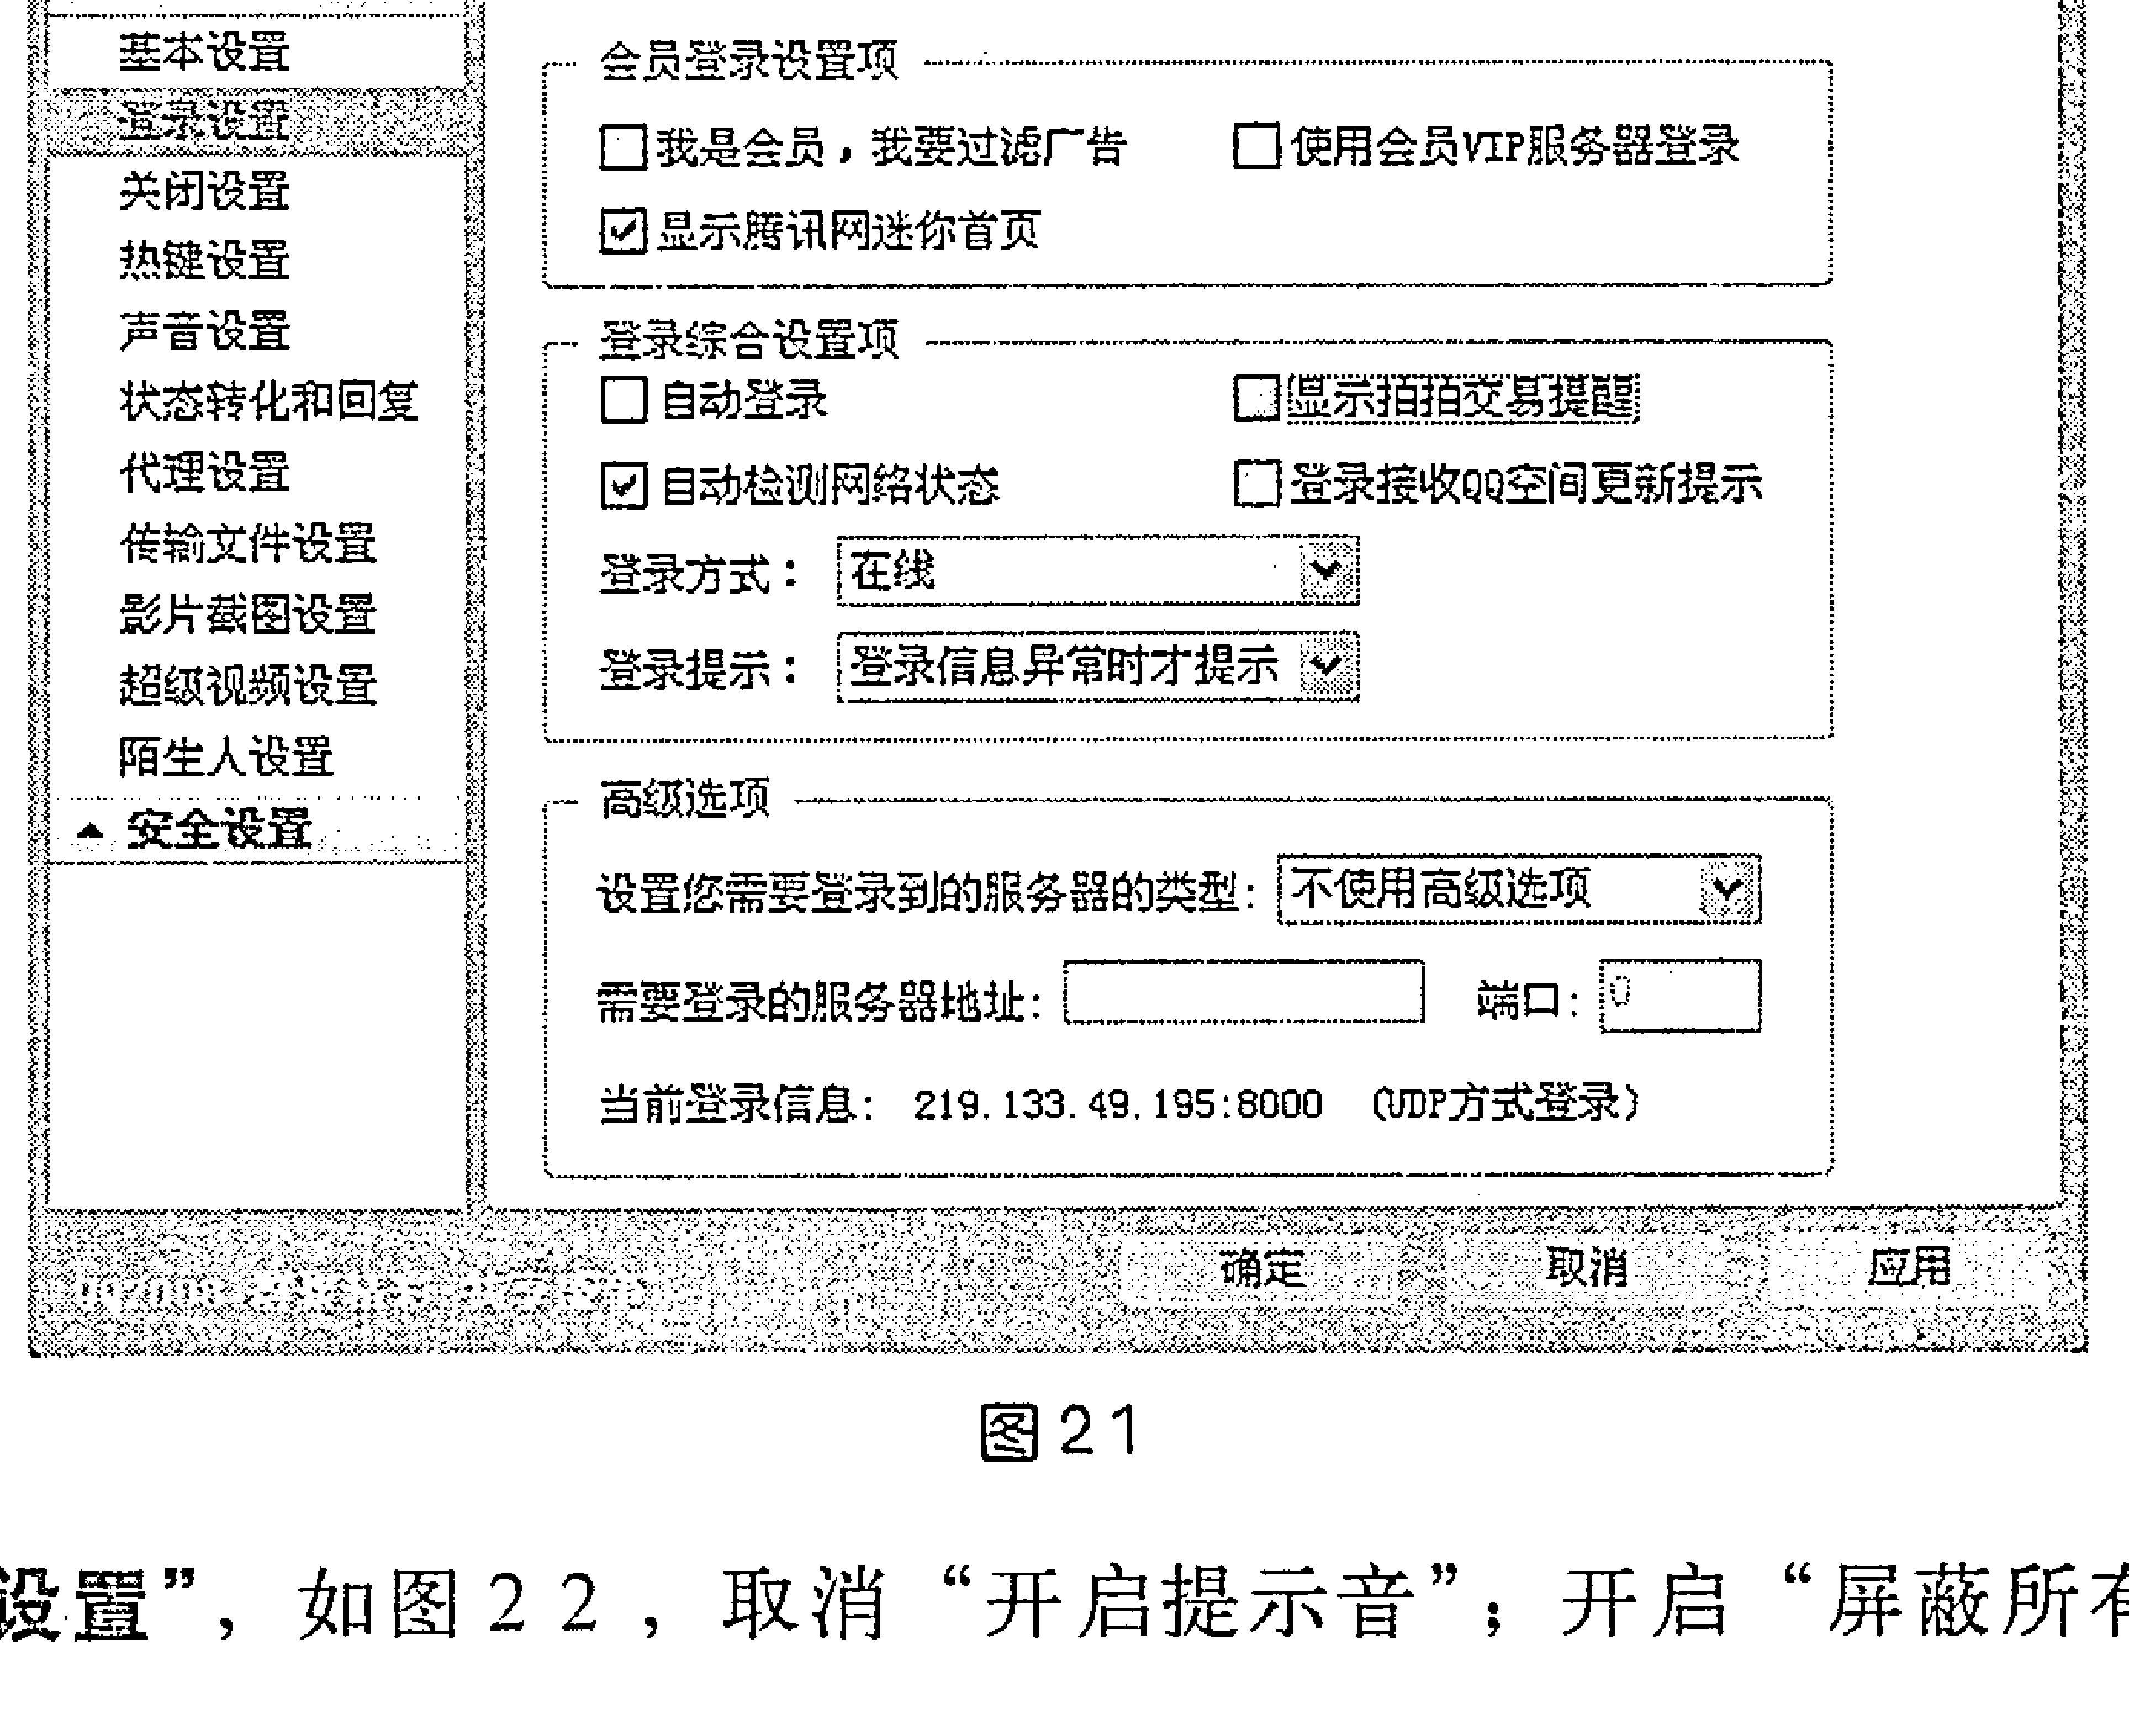 基本设置
登录设置
关闭设置
热键设置
声音设置
状态转化和回复
代理设置
传输文件设置
影片截图设置
超级视频设置
陌生人设置
安全设置
会员登录设置项
我是会员，我要过滤广告 使用会员VIP服务器登录
显示腾讯网迷你首页
登录综合设置项
自动登录 显示拍拍交易提醒
自动检测网络状态 登录接收QQ空间更新提示
登录方式： 在线
登录提示： 登录信息异常时才提示
高级选项
设置您需要登录到的服务器的类型: 不使用高级选项
需要登录的服务器地址: 端口: 0
当前登录信息: 219.133.49.195:8000 (UDP方式登录)
确定 取消 应用
图21
设置”，如图22，取消“开启提示音”；开启“屏蔽所有